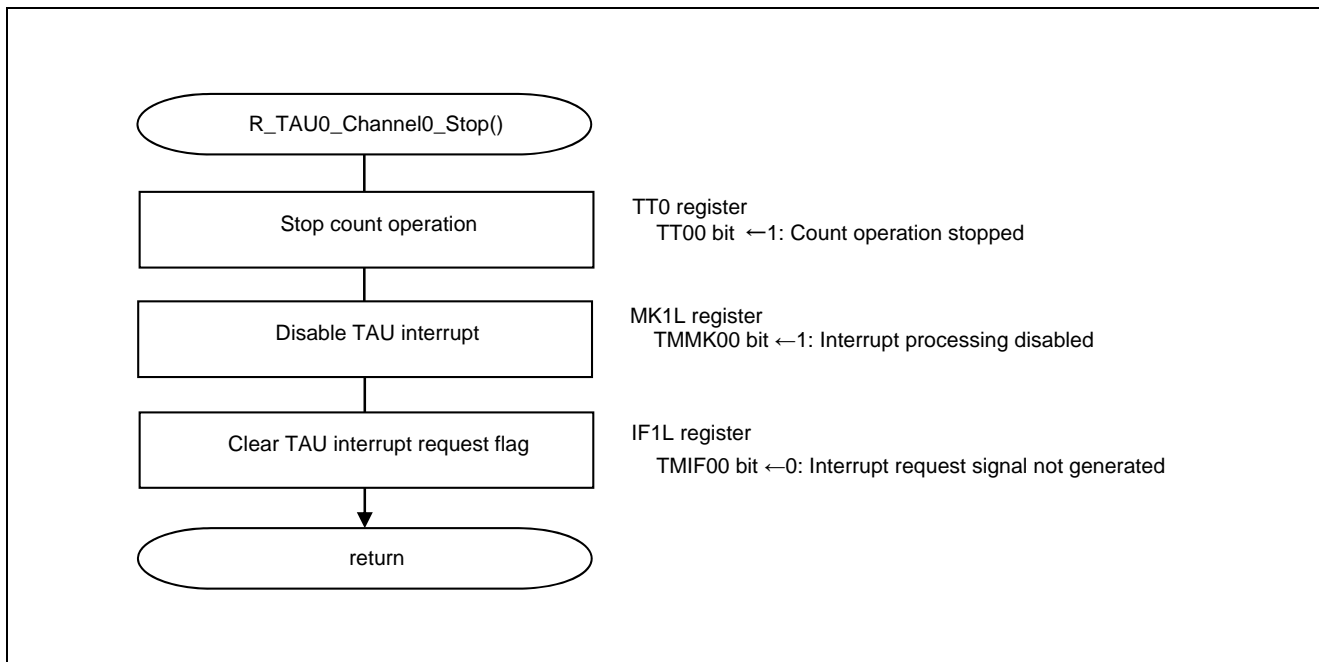 R_TAU0_Channel0_Stop()
Stop count operation
TT0 register
TT00 bit ←1: Count operation stopped
Disable TAU interrupt
MK1L register
TMMK00 bit ←1: Interrupt processing disabled
Clear TAU interrupt request flag
IF1L register
TMIF00 bit ←0: Interrupt request signal not generated
return